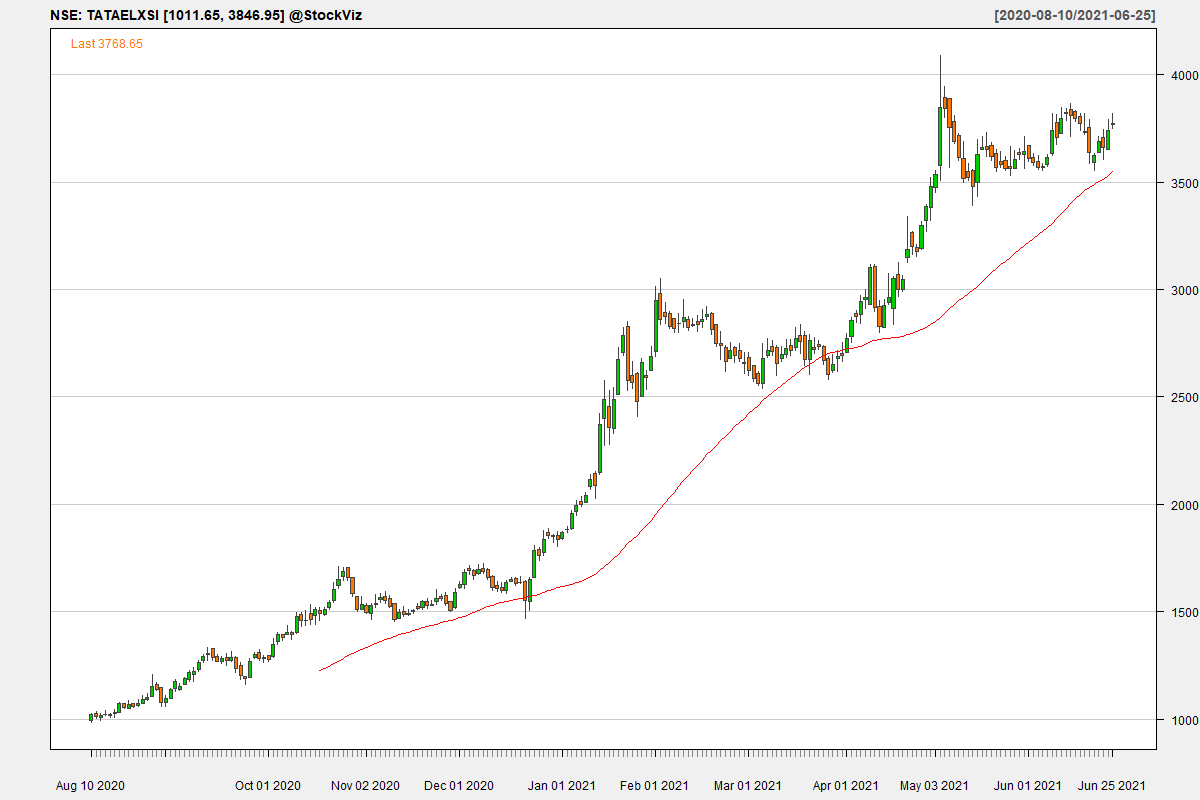 NSE: TATAELXSI [1011.65, 3846.95] @StockViz [2020-08-10/2021-06-25]
Last 3768.65
4000
3500
3000
2500
2000
1500
1000
Aug 10 2020 Oct 01 2020 Nov 02 2020 Dec 01 2020 Jan 01 2021 Feb 01 2021 Mar 01 2021 Apr 01 2021 May 03 2021 Jun 01 2021 Jun 25 2021